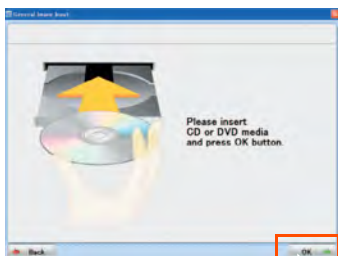 Please insert
CD or DVD media
and press OK button.
Back
OK